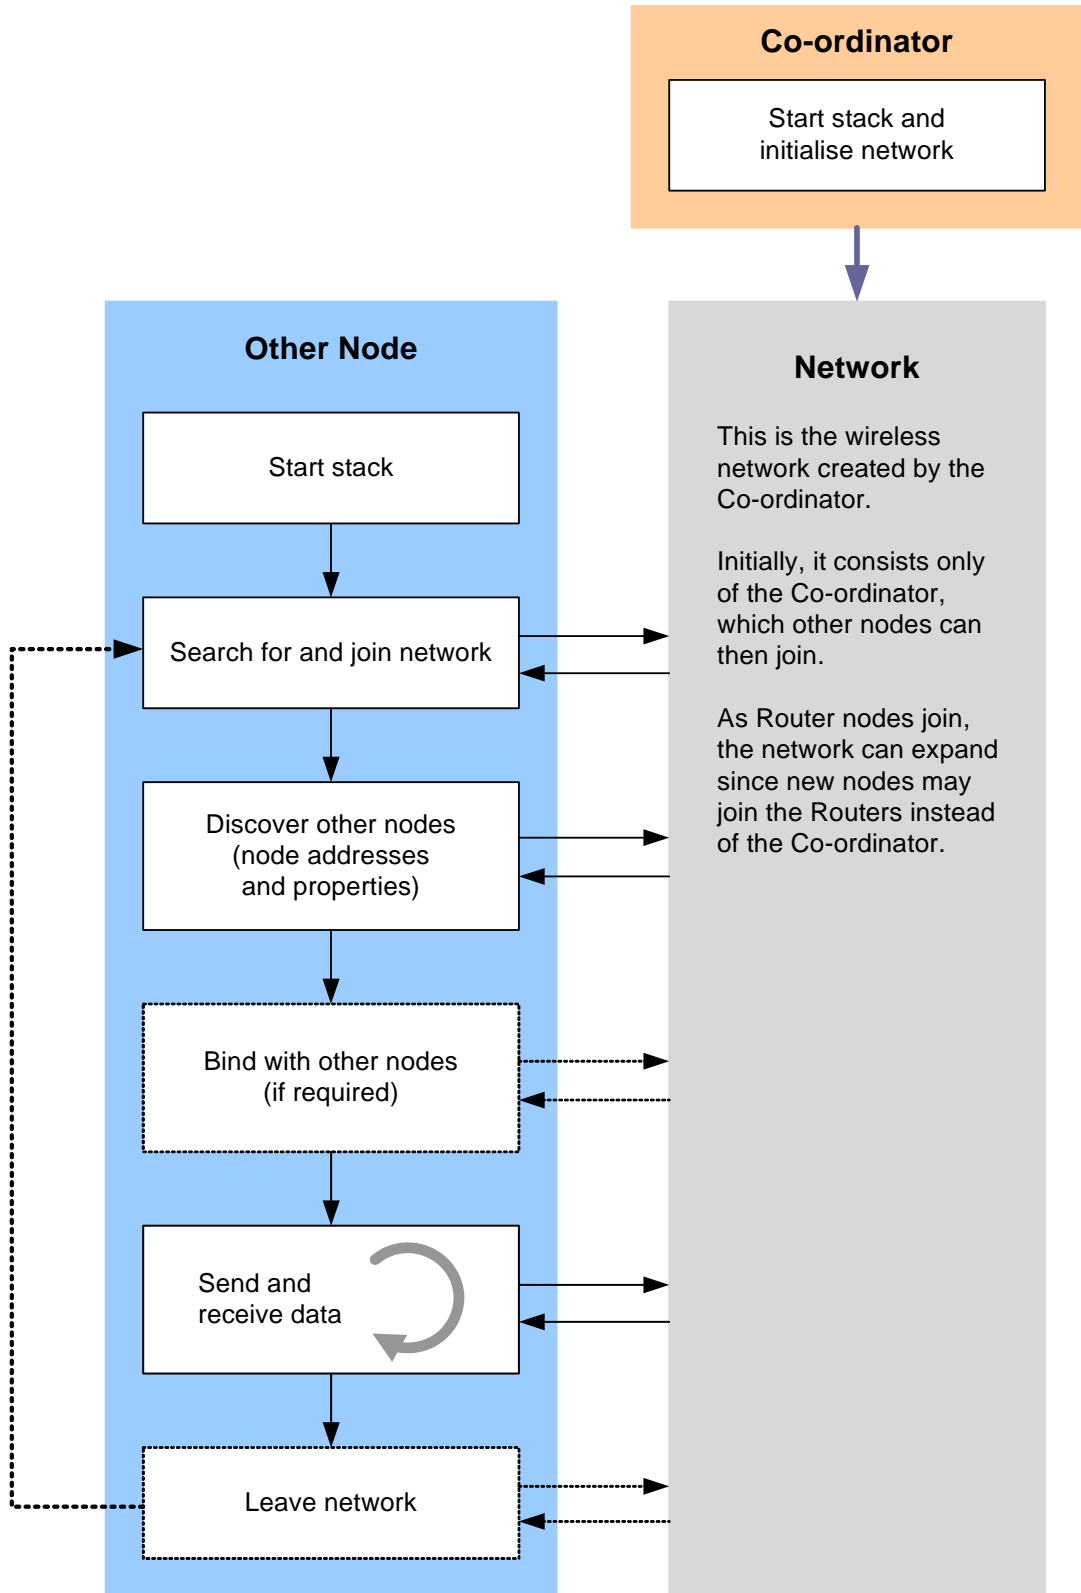 Co-ordinator
Start stack and
initialise network
Other Node
Start stack
Search for and join network
Discover other nodes
(node addresses
and properties)
Bind with other nodes
(if required)
Send and
receive data
Leave network
Network
This is the wireless
network created by the
Co-ordinator.
Initially, it consists only
of the Co-ordinator,
which other nodes can
then join.
As Router nodes join,
the network can expand
since new nodes may
join the Routers instead
of the Co-ordinator.